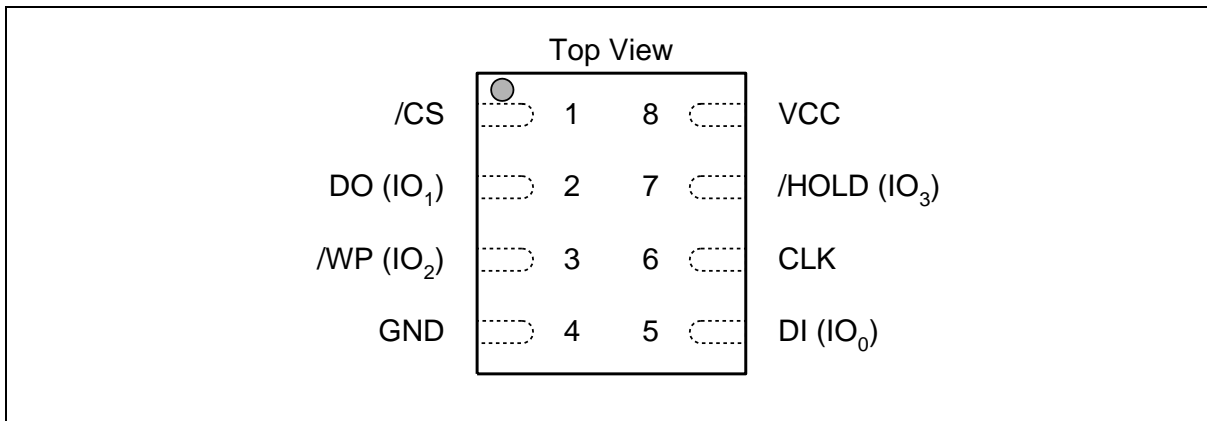 Top View
/CS 1 8 VCC
DO (IO₁) 2 7 /HOLD (IO₃)
/WP (IO₂) 3 6 CLK
GND 4 5 DI (IO₀)